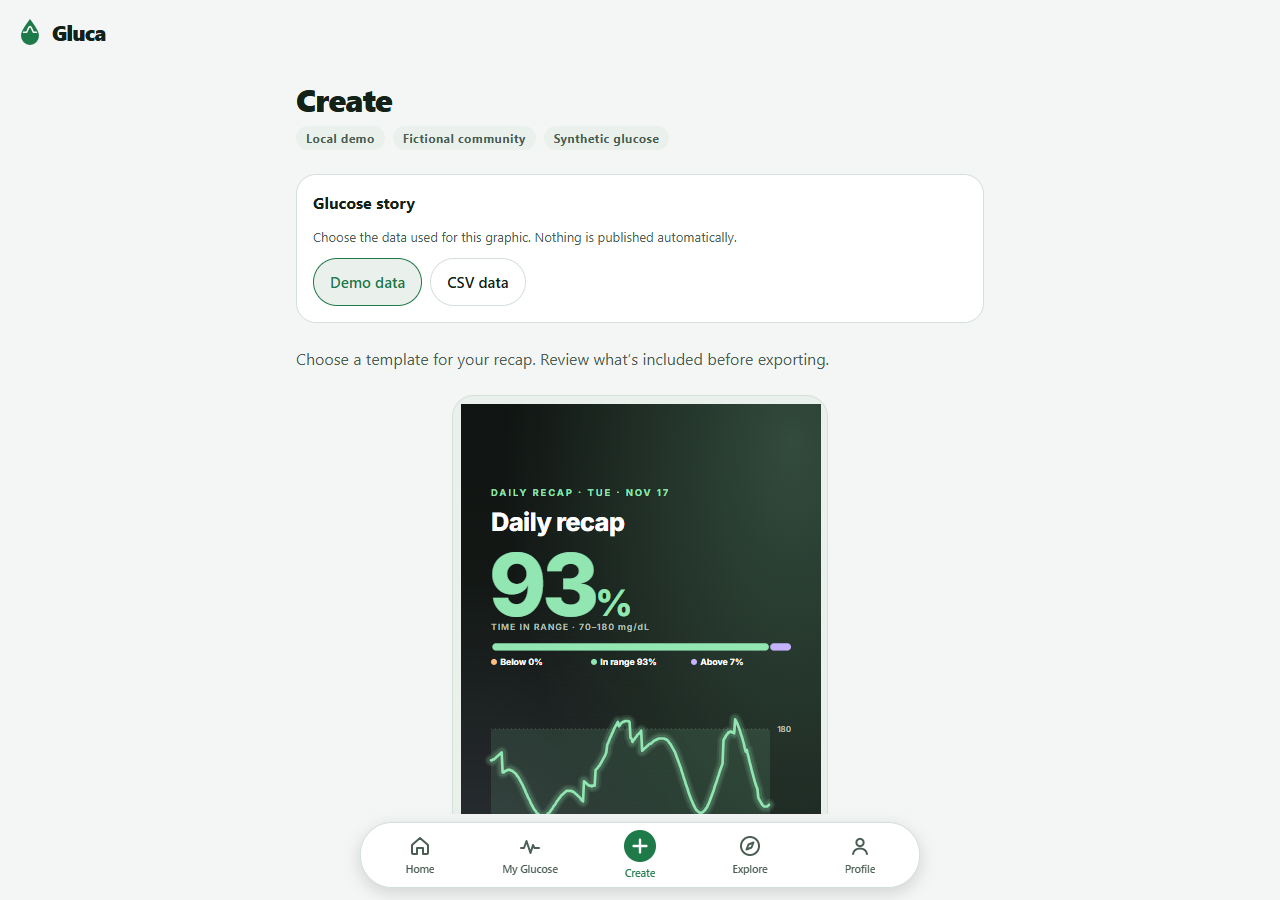 Gluca
Create
Local demo
Fictional community
Synthetic glucose
Glucose story
Choose the data used for this graphic. Nothing is published automatically.
Demo data
CSV data
Choose a template for your recap. Review what's included before exporting.
DAILY RECAP · TUE · NOV 17
Daily recap
93%
TIME IN RANGE · 70–180 mg/dL
Below 0%
In range 93%
Above 7%
180
Home
My Glucose
Create
Explore
Profile